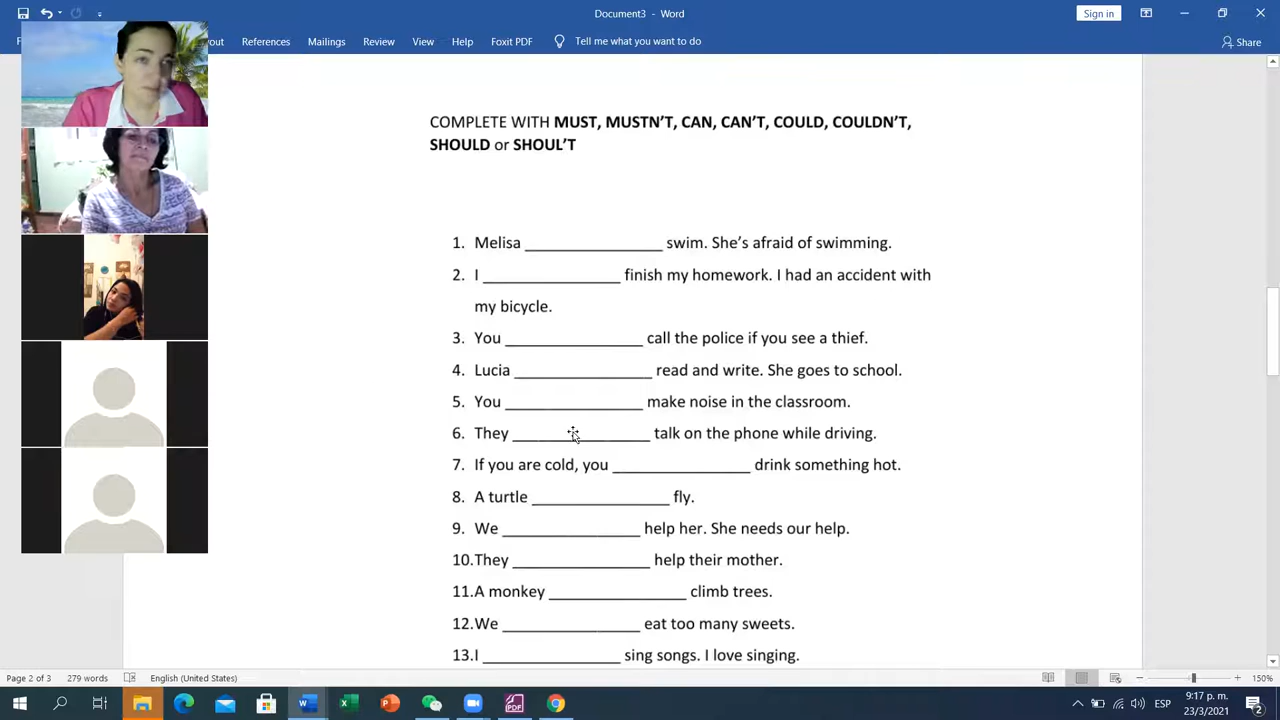 Document3 - Word
Sign in
out References Mailings Review View Help Foxit PDF Tell me what you want to do Share
COMPLETE WITH MUST, MUSTN'T, CAN, CAN'T, COULD, COULDN'T,
SHOULD or SHOUL'T
1. Melisa ________________ swim. She's afraid of swimming.
2. I ________________ finish my homework. I had an accident with
my bicycle.
3. You ________________ call the police if you see a thief.
4. Lucia ________________ read and write. She goes to school.
5. You ________________ make noise in the classroom.
6. They ________________ talk on the phone while driving.
7. If you are cold, you ________________ drink something hot.
8. A turtle ________________ fly.
9. We ________________ help her. She needs our help.
10. They ________________ help their mother.
11. A monkey ________________ climb trees.
12. We ________________ eat too many sweets.
13. I ________________ sing songs. I love singing.
Page 2 of 3 279 words English (United States) 150%
ESP 9:17 p. m.
23/3/2021